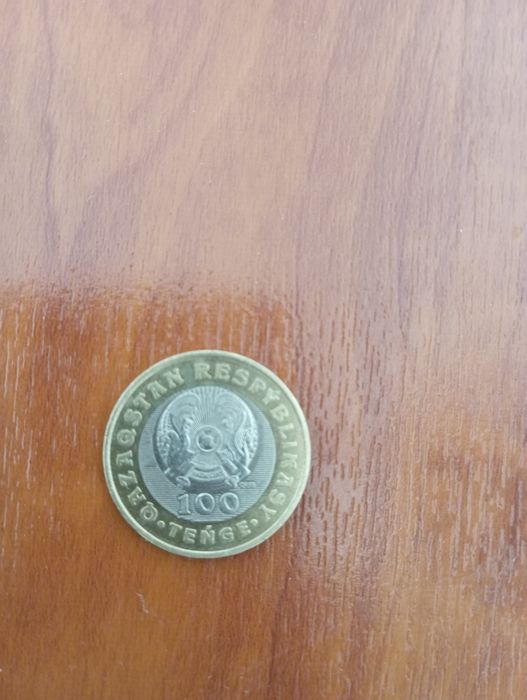 QAZAQSTAN RESPÝBLIKASY
100
• TEŃGE •